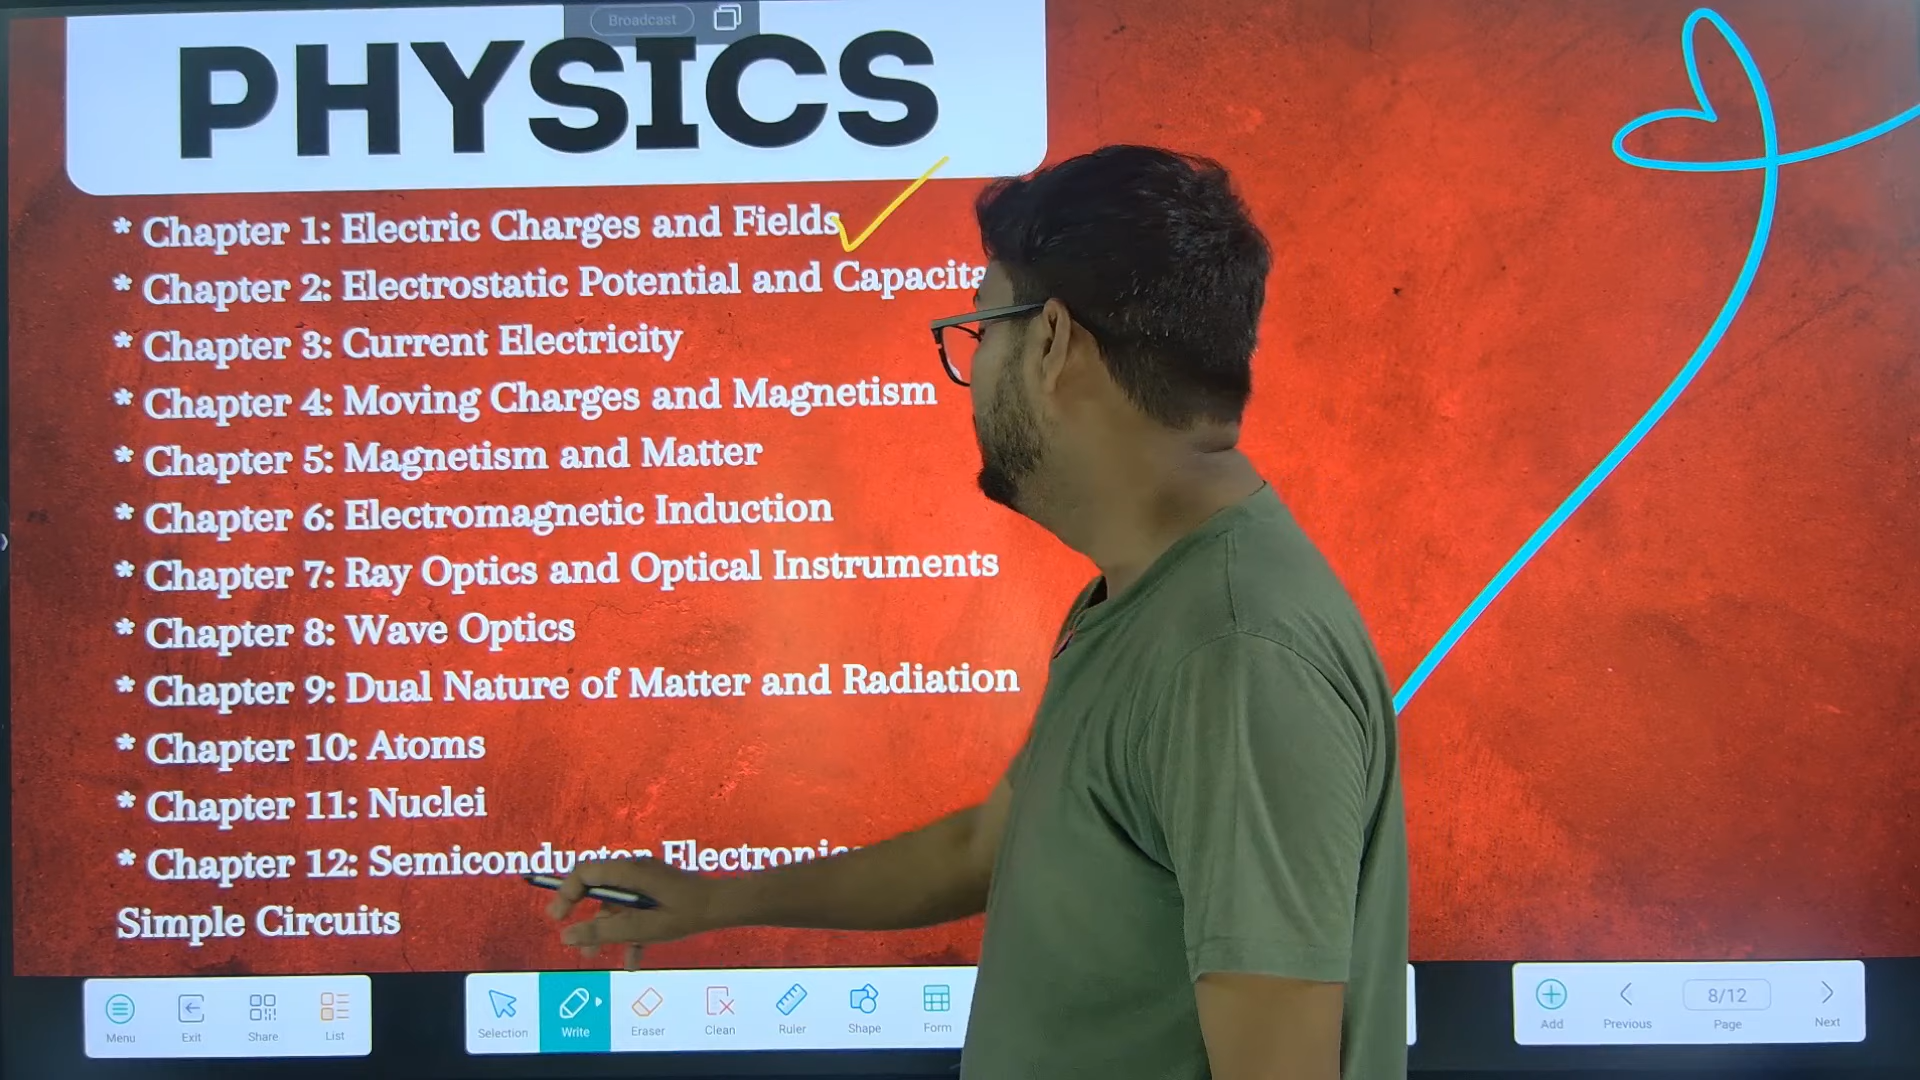 Broadcast
PHYSICS
* Chapter 1: Electric Charges and Fields
* Chapter 2: Electrostatic Potential and
* Chapter 3: Current Electricity
* Chapter 4: Moving Charges and Magnetism
* Chapter 5: Magnetism and Matter
* Chapter 6: Electromagnetic Induction
* Chapter 7: Ray Optics and Optical Instruments
* Chapter 8: Wave Optics
* Chapter 9: Dual Nature of Matter and Radiation
* Chapter 10: Atoms
* Chapter 11: Nuclei
* Chapter 12: Semiconductor Electronics
Simple Circuits
Menu Exit Share List Selection Write Eraser Clean Ruler Shape Form Add Previous 8/12 Page Next